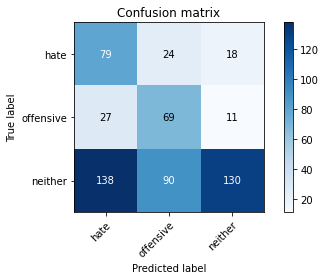 Confusion matrix
True label
hate 79 24 18
offensive 27 69 11
neither 138 90 130
hate offensive neither
Predicted label
120
100
80
60
40
20